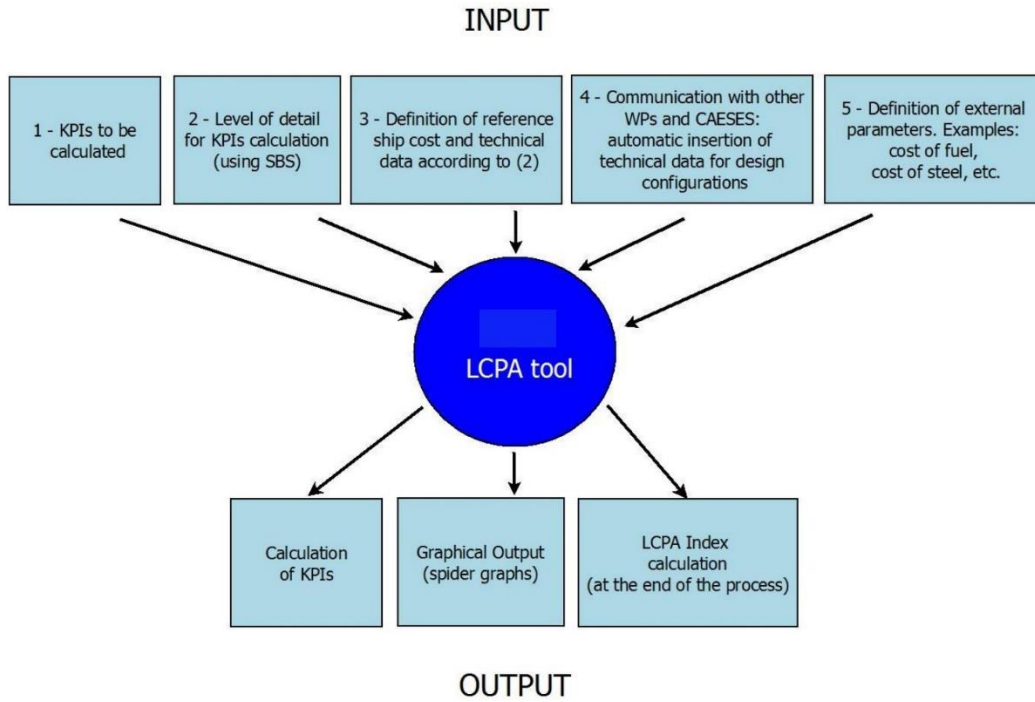 INPUT
1 - KPIs to be
calculated
2 - Level of detail
for KPIs calculation
(using SBS)
3 - Definition of reference
ship cost and technical
data according to (2)
4 - Communication with other
WPs and CAESES:
automatic insertion of
technical data for design
configurations
5 - Definition of external
parameters. Examples:
cost of fuel,
cost of steel, etc.
LCPA tool
Calculation
of KPIs
Graphical Output
(spider graphs)
LCPA Index
calculation
(at the end of the process)
OUTPUT